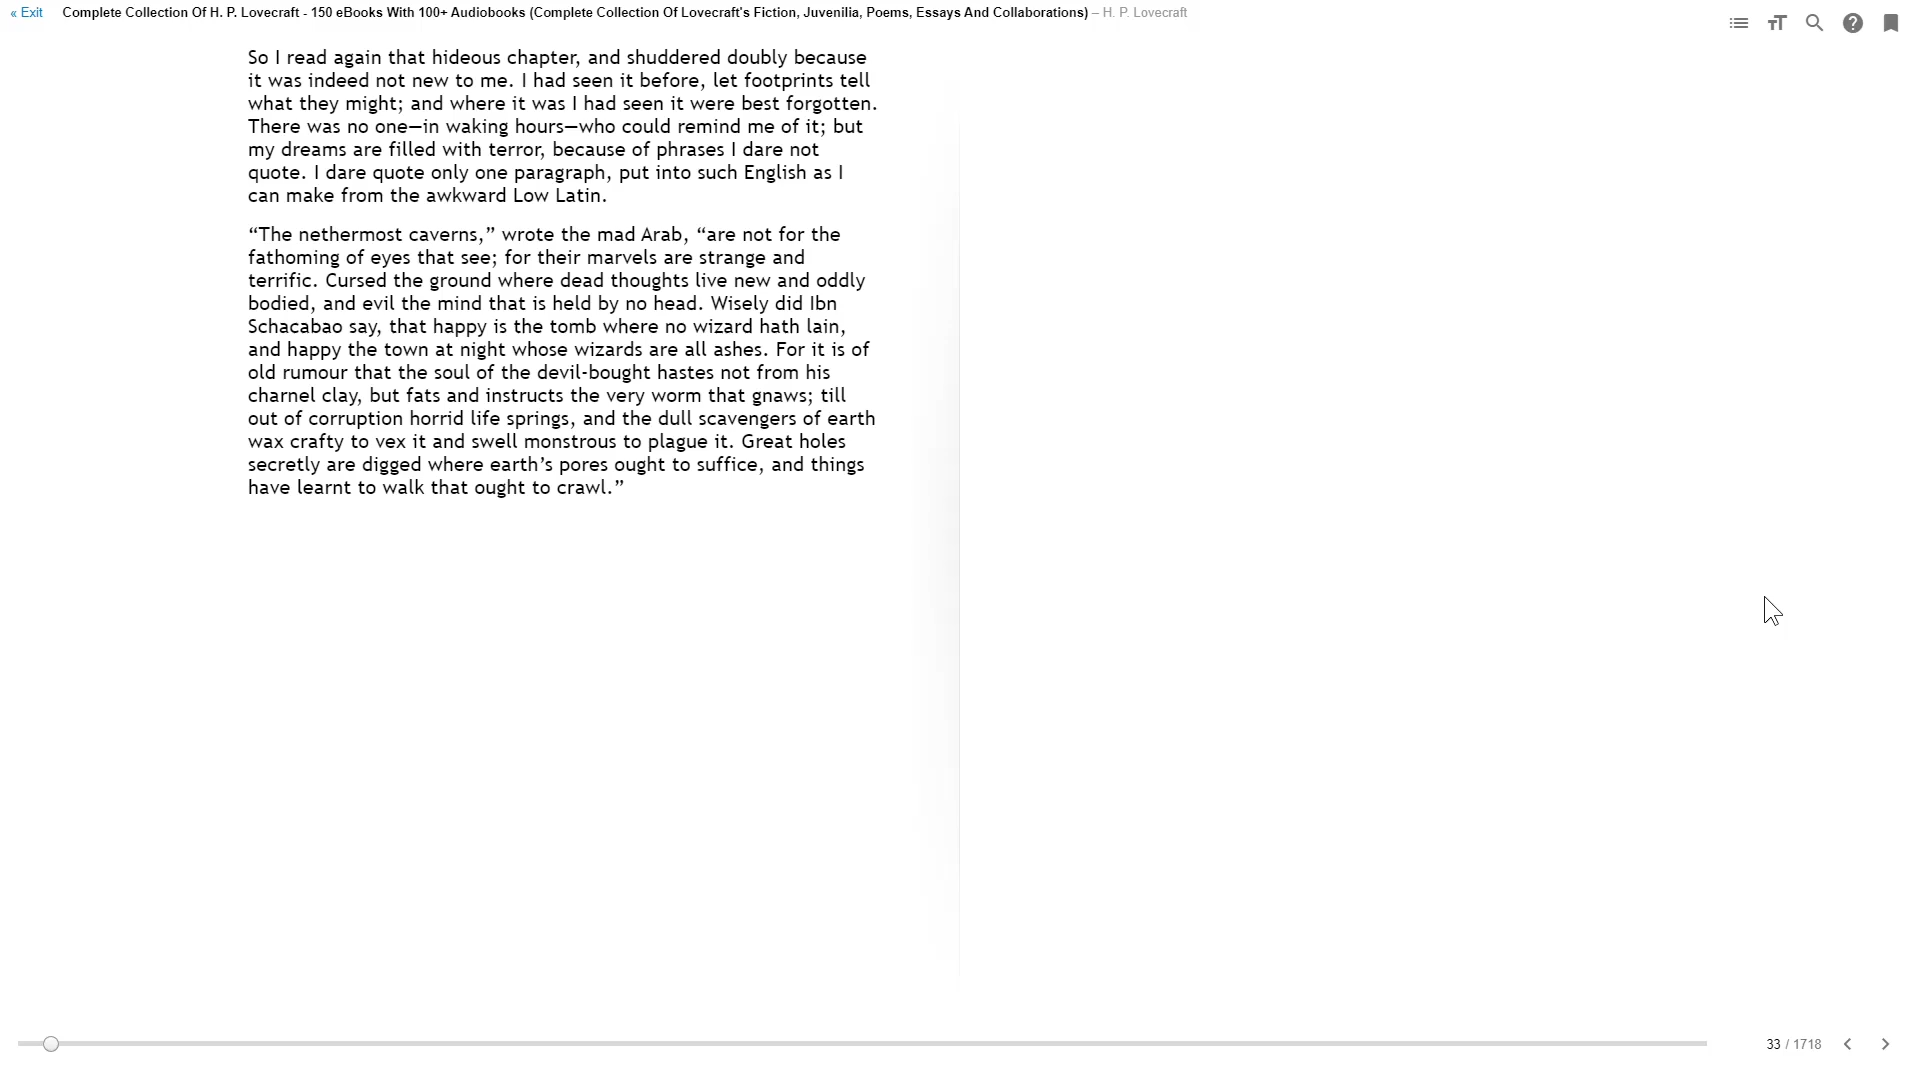 « Exit Complete Collection Of H. P. Lovecraft - 150 eBooks With 100+ Audiobooks (Complete Collection Of Lovecraft's Fiction, Juvenilia, Poems, Essays And Collaborations) – H. P. Lovecraft
So I read again that hideous chapter, and shuddered doubly because
it was indeed not new to me. I had seen it before, let footprints tell
what they might; and where it was I had seen it were best forgotten.
There was no one—in waking hours—who could remind me of it; but
my dreams are filled with terror, because of phrases I dare not
quote. I dare quote only one paragraph, put into such English as I
can make from the awkward Low Latin.
“The nethermost caverns,” wrote the mad Arab, “are not for the
fathoming of eyes that see; for their marvels are strange and
terrific. Cursed the ground where dead thoughts live new and oddly
bodied, and evil the mind that is held by no head. Wisely did Ibn
Schacabao say, that happy is the tomb where no wizard hath lain,
and happy the town at night whose wizards are all ashes. For it is of
old rumour that the soul of the devil-bought hastes not from his
charnel clay, but fats and instructs the very worm that gnaws; till
out of corruption horrid life springs, and the dull scavengers of earth
wax crafty to vex it and swell monstrous to plague it. Great holes
secretly are digged where earth’s pores ought to suffice, and things
have learnt to walk that ought to crawl.”
33 / 1718